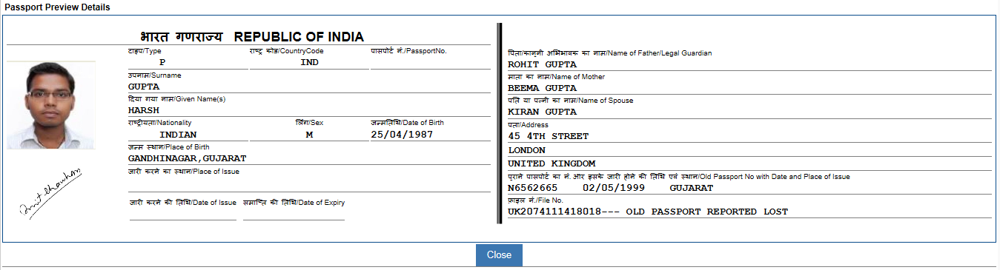 Passport Preview Details
भारत गणराज्य REPUBLIC OF INDIA
टाइप/Type राष्ट्र कोड/CountryCode पासपोर्ट नं./PassportNo.
P IND
उपनाम/Surname
GUPTA
दिया गया नाम/Given Name(s)
HARSH
राष्ट्रीयता/Nationality लिंग/Sex जन्मतिथि/Date of Birth
INDIAN M 25/04/1987
जन्म स्थान/Place of Birth
GANDHINAGAR,GUJARAT
जारी करने का स्थान/Place of Issue
जारी करने की तिथि/Date of Issue समाप्ति की तिथि/Date of Expiry
पिता/कानूनी अभिभावक का नाम/Name of Father/Legal Guardian
ROHIT GUPTA
माता का नाम/Name of Mother
BEEMA GUPTA
पति या पत्नी का नाम/Name of Spouse
KIRAN GUPTA
पता/Address
45 4TH STREET
LONDON
UNITED KINGDOM
पुराने पासपोर्ट का नं. और इसके जारी होने की तिथि एवं स्थान/Old Passport No with Date and Place of Issue
N6562665 02/05/1999 GUJARAT
फ़ाइल नं./File No.
UK2074111418018--- OLD PASSPORT REPORTED LOST
Close